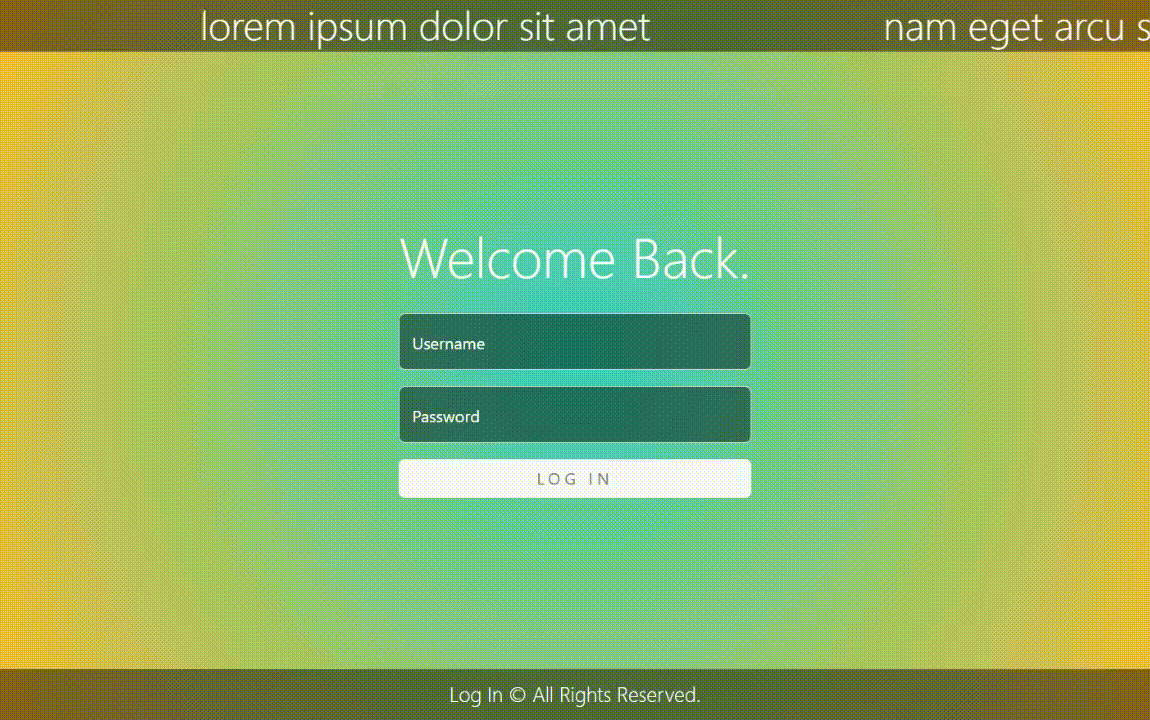 lorem ipsum dolor sit amet nam eget arcu s
Welcome Back.
Username
Password
LOG IN
Log In © All Rights Reserved.